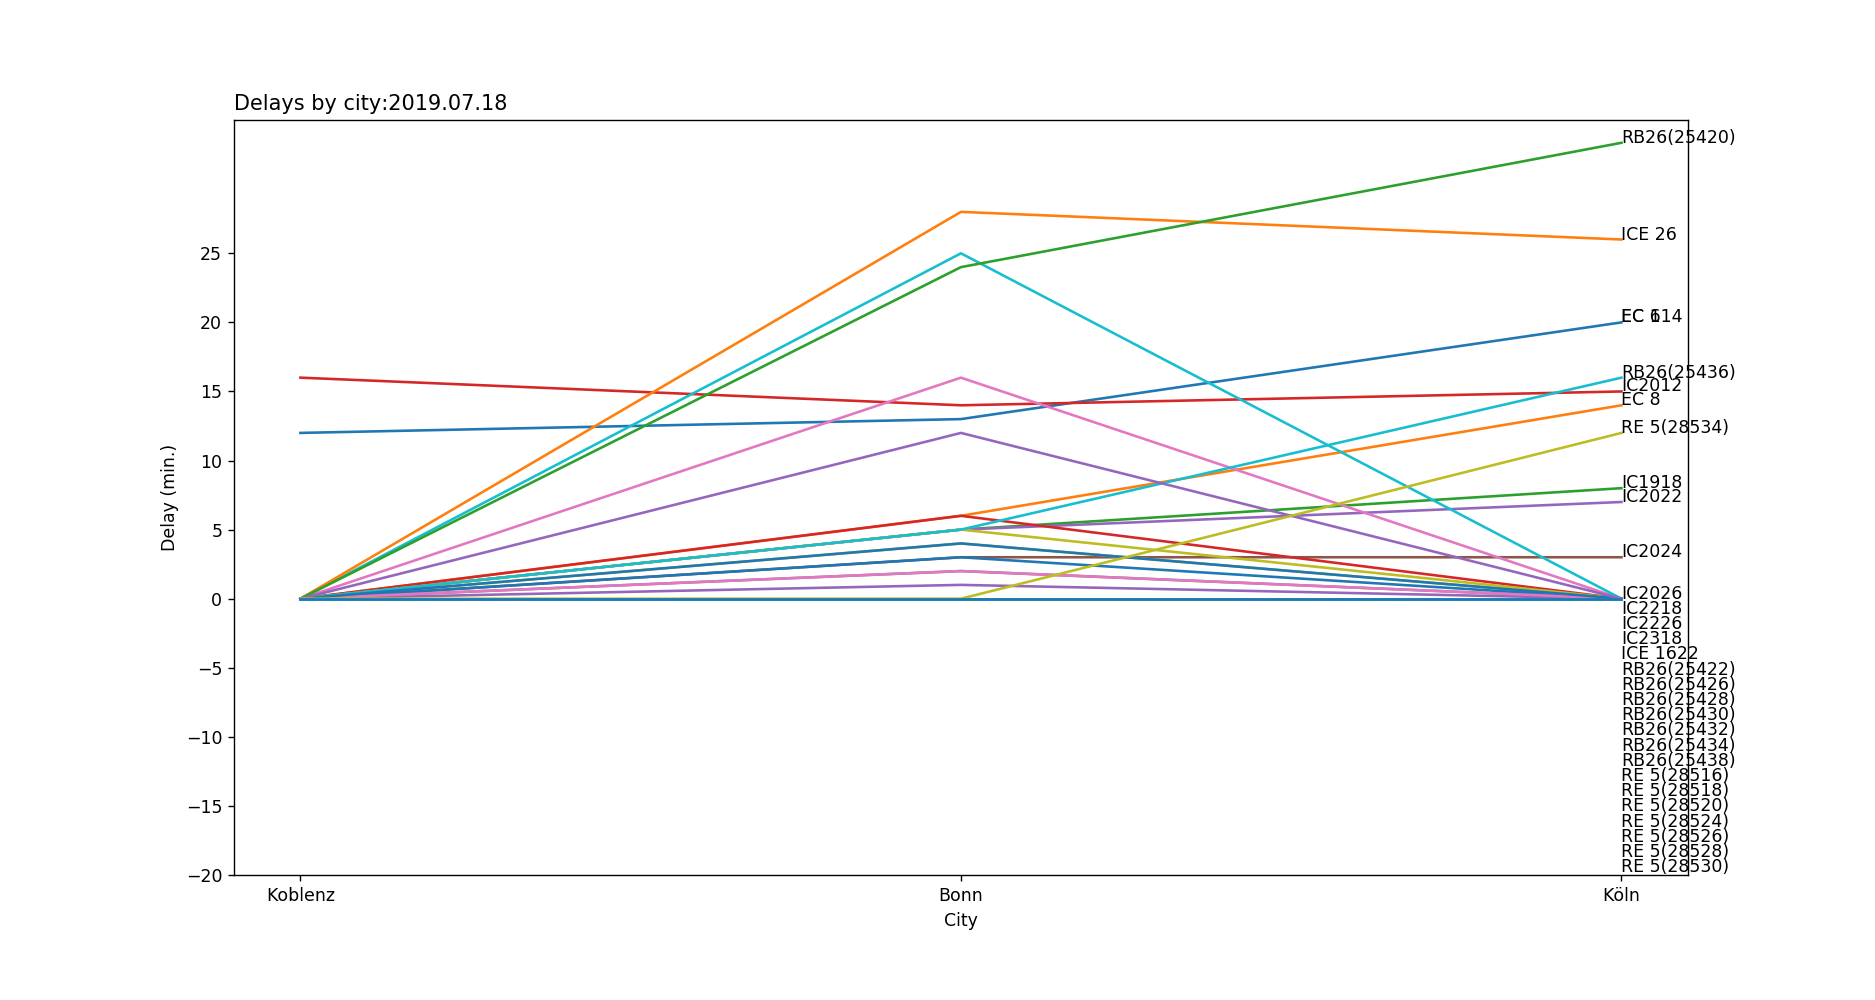 Delays by city:2019.07.18
RB26(25420)
ICE 26
25
20
15
RB26(25436)
IC2012
EC 8
RE 5(28534)
10
IC1918
IC2022
5
IC2024
0
IC2026
IC2218
IC2226
IC2318
ICE 1622
−5
RB26(25422)
RB26(25426)
RB26(25428)
RB26(25430)
−10
RB26(25432)
RB26(25434)
RB26(25438)
RE 5(28516)
RE 5(28518)
−15
RE 5(28520)
RE 5(28524)
RE 5(28526)
RE 5(28528)
RE 5(28530)
−20
Delay (min.)
Koblenz Bonn Köln
City